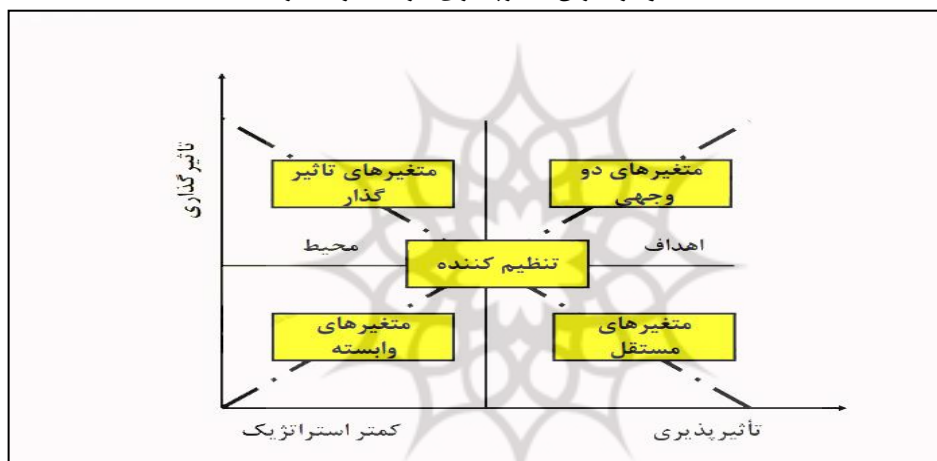 تاثیرگذاری
متغیرهای تاثیر
گذار
متغیرهای دو
وجهی
محیط
اهداف
تنظیم کننده
متغیرهای
وابسته
متغیرهای
مستقل
کمتر استراتژیک
تأثیرپذیری